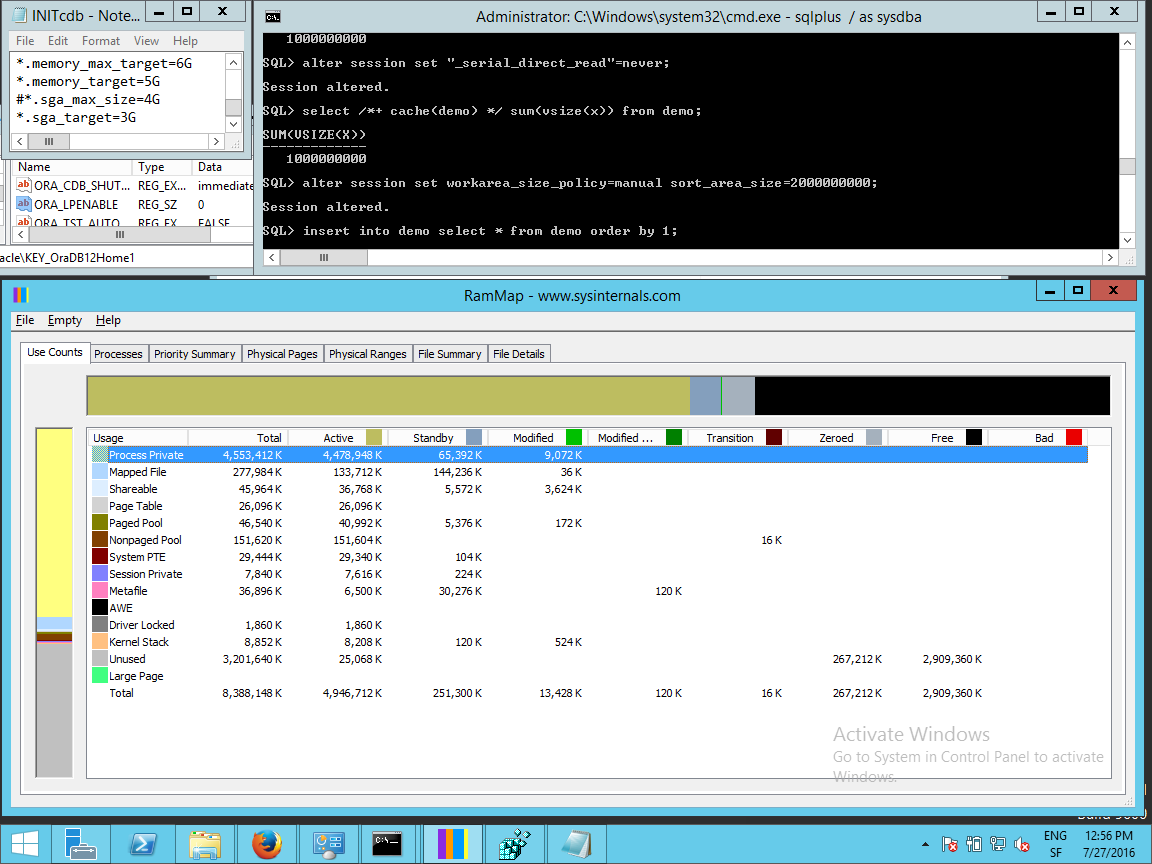 INITcdb - Note...
File Edit Format View Help
*.memory_max_target=6G
*.memory_target=5G
#*.sga_max_size=4G
*.sga_target=3G
Name Type Data
ORA_CDB_SHUT... REG_EX... immediate
ORA_LPENABLE REG_SZ 0
ORA_TST_AUTO REG_EX FALSE
acle\KEY_OraDB12Home1
Administrator: C:\Windows\system32\cmd.exe - sqlplus / as sysdba
1000000000
SQL> alter session set "_serial_direct_read"=never;
Session altered.
SQL> select /*+ cache(demo) */ sum(vsize(x)) from demo;
SUM(VSIZE(X))
-------------
1000000000
SQL> alter session set workarea_size_policy=manual sort_area_size=2000000000;
Session altered.
SQL> insert into demo select * from demo order by 1;
RamMap - www.sysinternals.com
File Empty Help
Use Counts Processes Priority Summary Physical Pages Physical Ranges File Summary File Details
Usage Total Active Standby Modified Modified ... Transition Zeroed Free Bad
Process Private 4,553,412 K 4,478,948 K 65,392 K 9,072 K
Mapped File 277,984 K 133,712 K 144,236 K 36 K
Shareable 45,964 K 36,768 K 5,572 K 3,624 K
Page Table 26,096 K 26,096 K
Paged Pool 46,540 K 40,992 K 5,376 K 172 K
Nonpaged Pool 151,620 K 151,604 K 16 K
System PTE 29,444 K 29,340 K 104 K
Session Private 7,840 K 7,616 K 224 K
Metafile 36,896 K 6,500 K 30,276 K 120 K
AWE
Driver Locked 1,860 K 1,860 K
Kernel Stack 8,852 K 8,208 K 120 K 524 K
Unused 3,201,640 K 25,068 K 267,212 K 2,909,360 K
Large Page
Total 8,388,148 K 4,946,712 K 251,300 K 13,428 K 120 K 16 K 267,212 K 2,909,360 K
Activate Windows
Go to System in Control Panel to activate
Windows.
ENG 12:56 PM
SF 7/27/2016